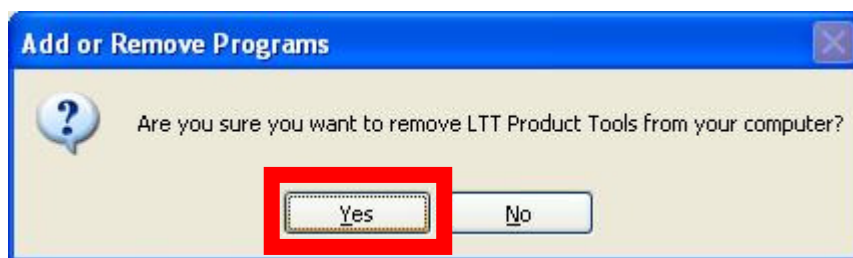 Add or Remove Programs
Are you sure you want to remove LTT Product Tools from your computer?
Yes No